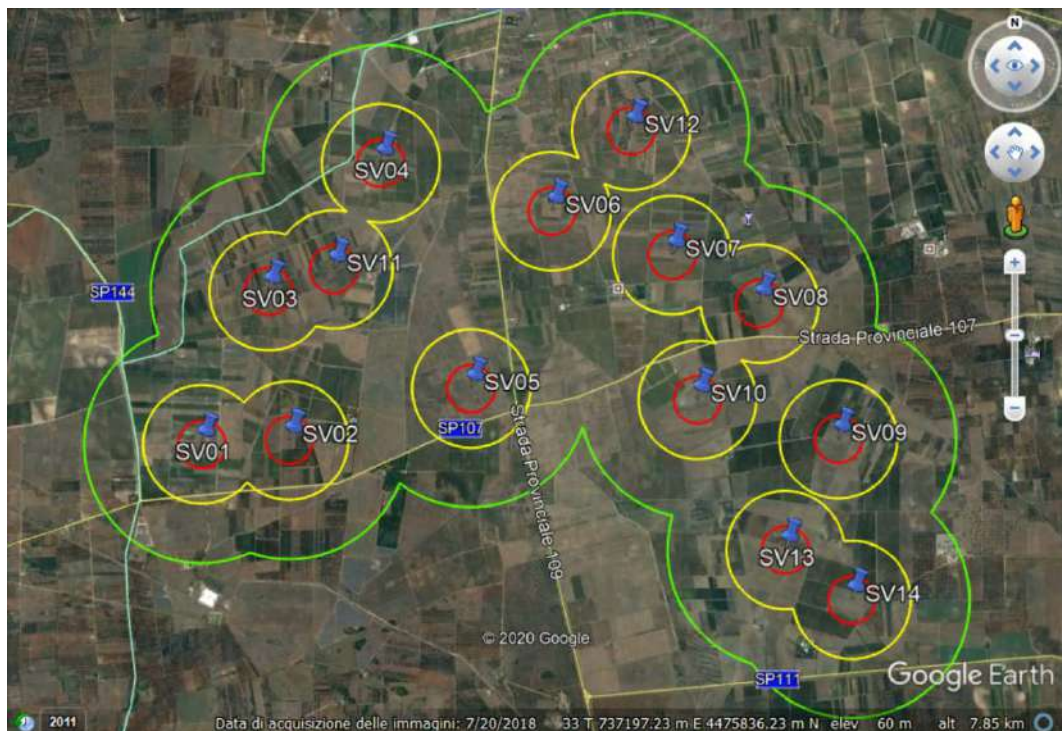 N
SV12
SV04
SV06
SV07
SV11
SV03
SV08
SP144
Strada Provinciale 107
SV05
SV10
SV09
SV02
SV01
SP107
Strada Provinciale 109
SV13
SV14
© 2020 Google
SP111
Google Earth
2011
Data di acquisizione delle immagini: 7/20/2018 33 T 737197.23 m E 4475836.23 m N elev 60 m alt 7.85 km